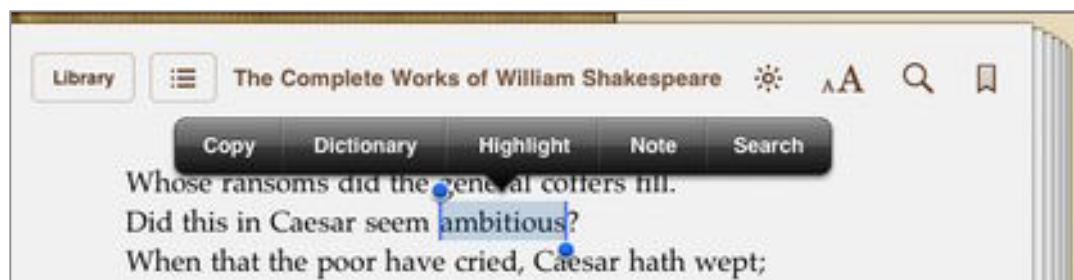 Library The Complete Works of William Shakespeare AA
Copy Dictionary Highlight Note Search
Whose ransoms did the general coffers fill.
Did this in Caesar seem ambitious?
When that the poor have cried, Caesar hath wept;